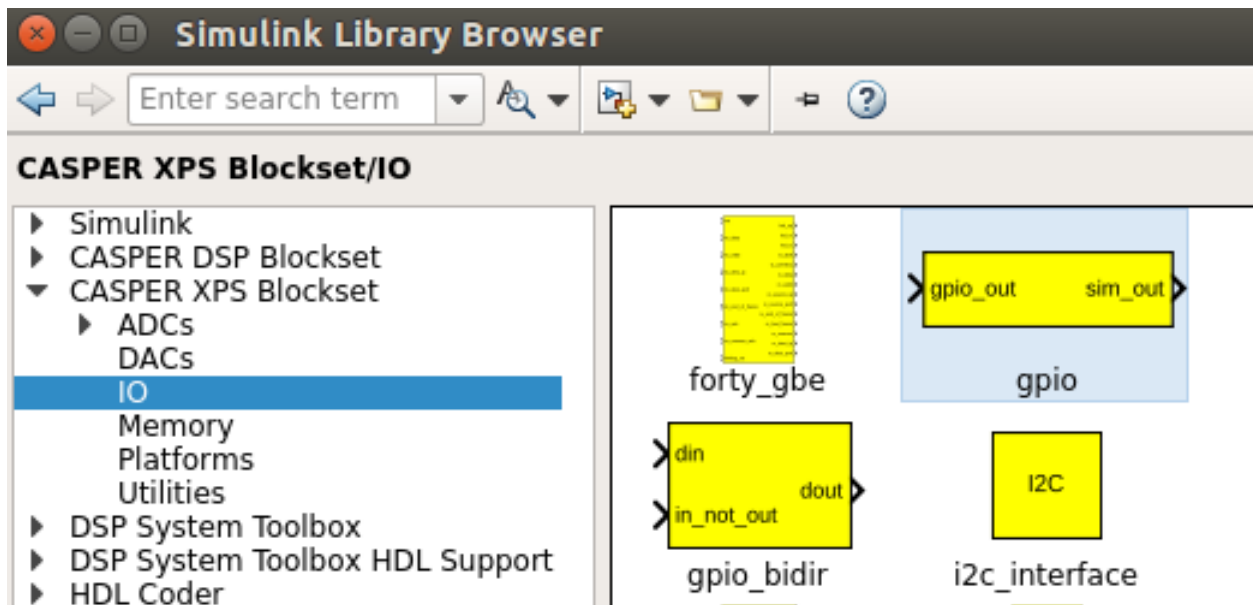 Simulink Library Browser
Enter search term
CASPER XPS Blockset/IO
Simulink
CASPER DSP Blockset
CASPER XPS Blockset
ADCs
DACs
IO
Memory
Platforms
Utilities
DSP System Toolbox
DSP System Toolbox HDL Support
HDL Coder
forty_gbe
gpio_out sim_out
gpio
din
dout
in_not_out
gpio_bidir
I2C
i2c_interface